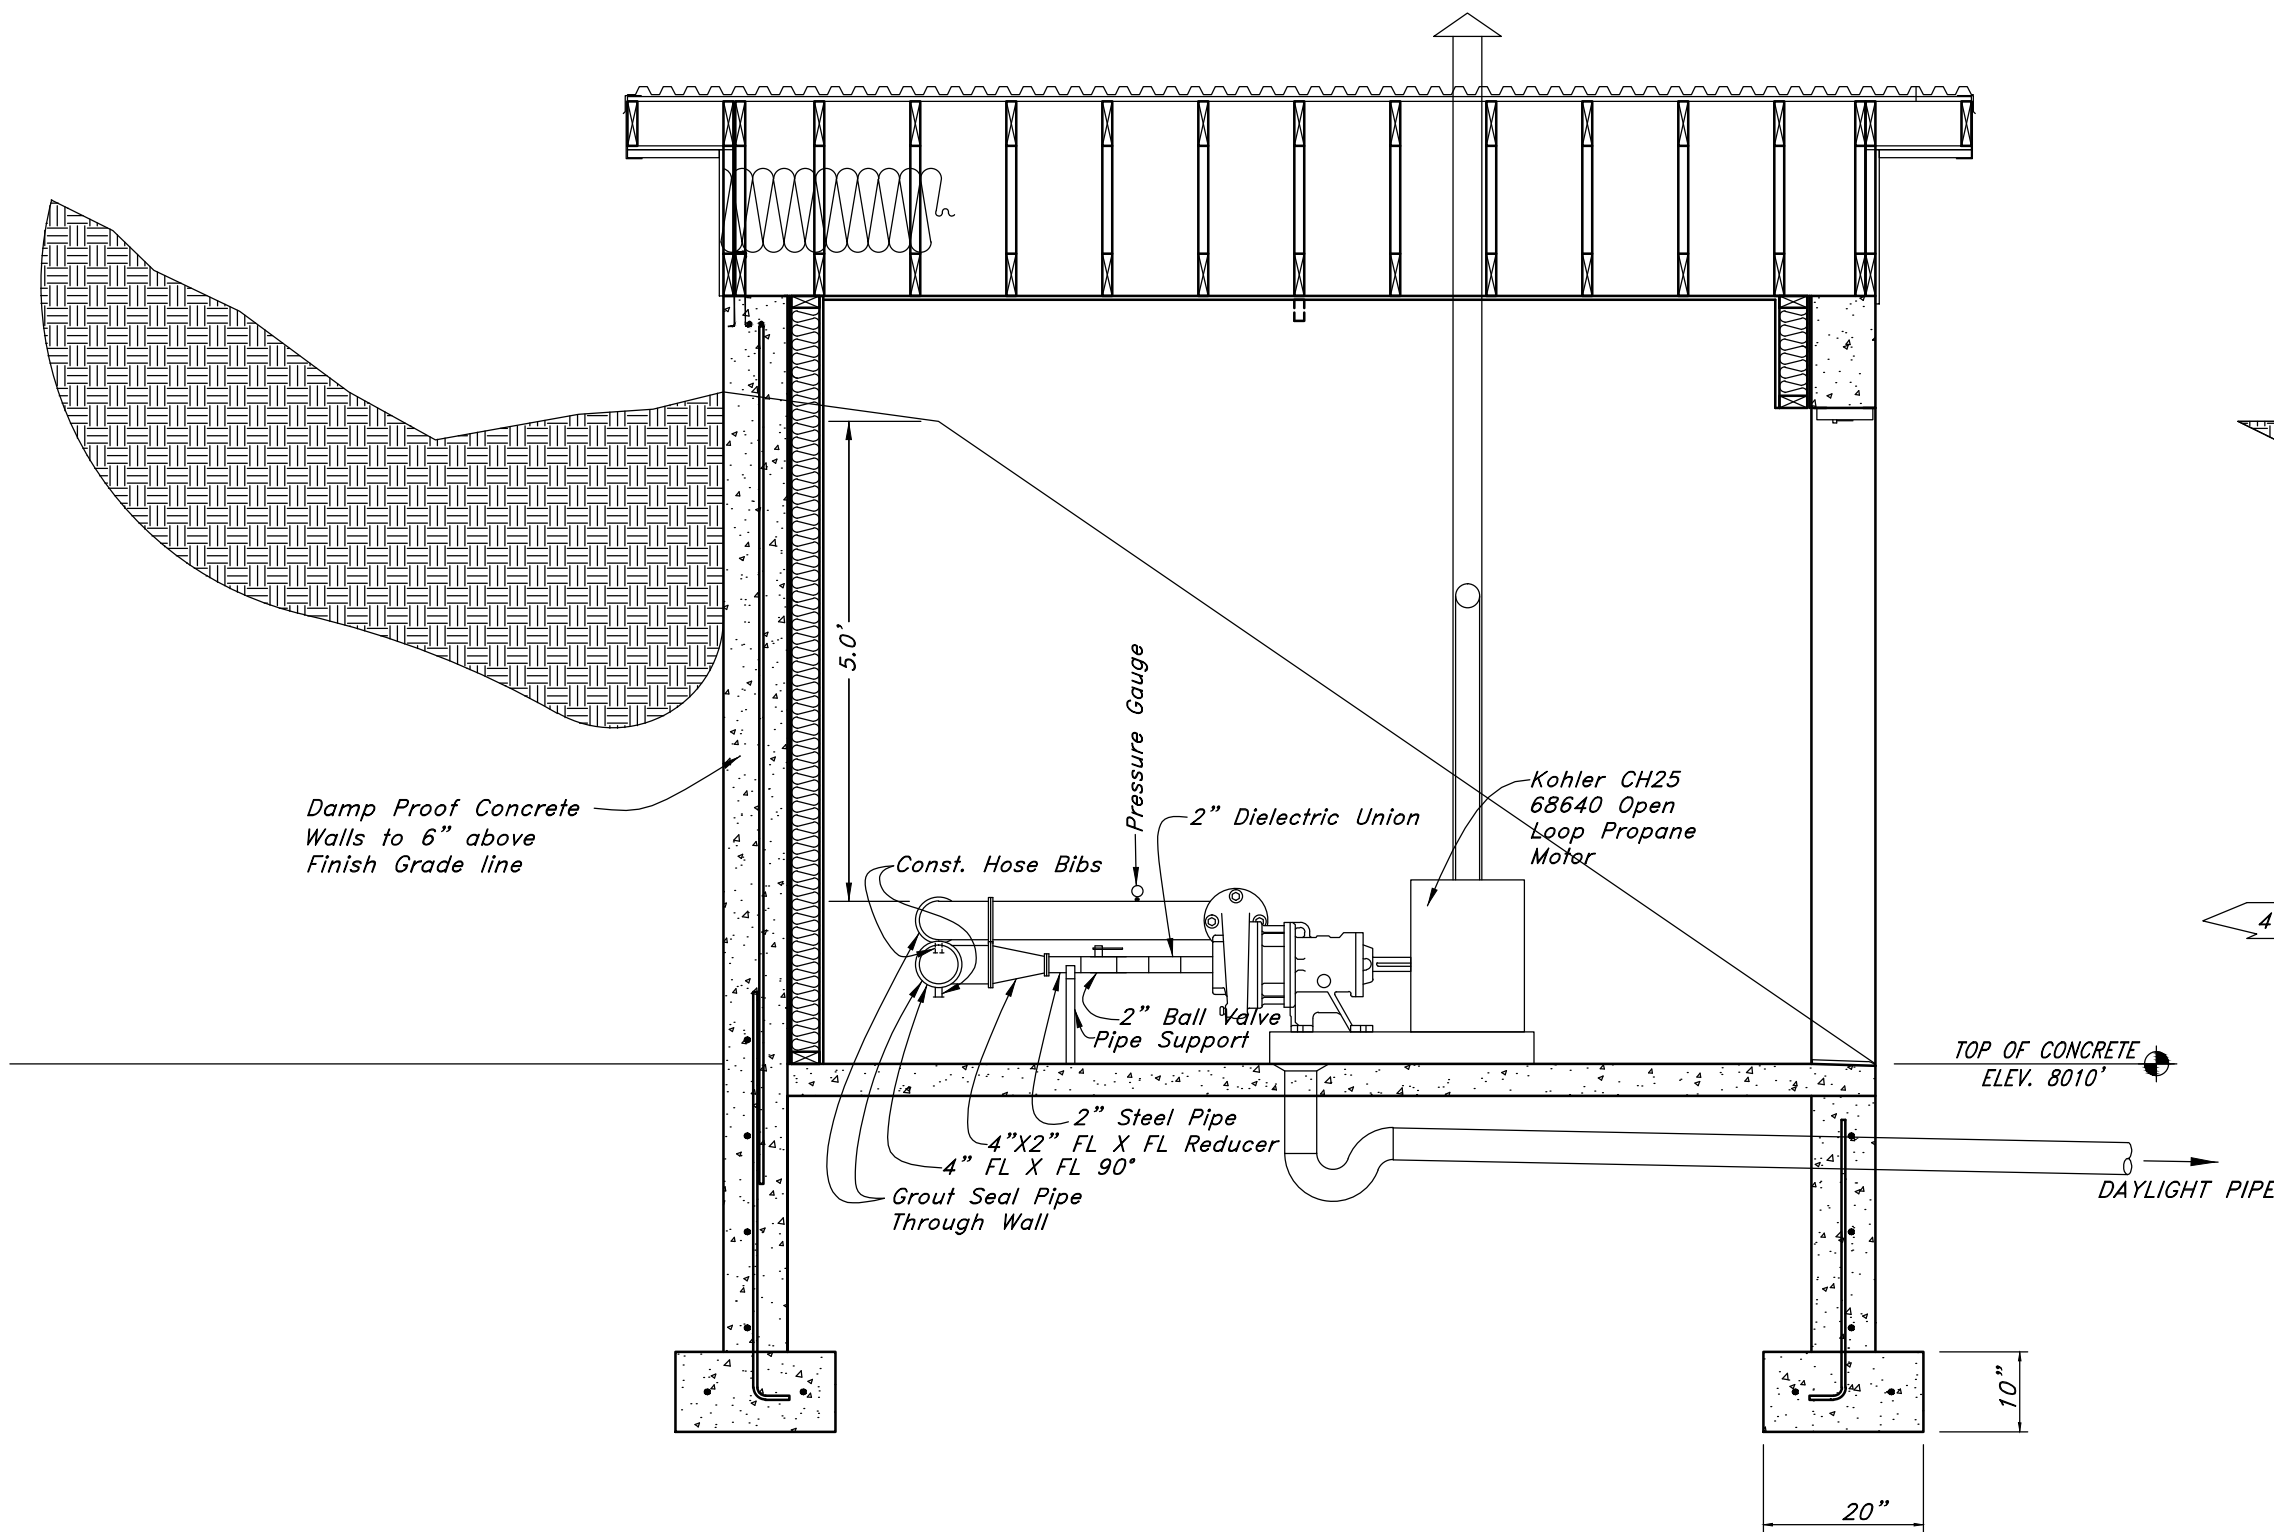 5.0'
Pressure Gauge
Kohler CH25
68640 Open
Loop Propane
Motor
2" Dielectric Union
Damp Proof Concrete
Walls to 6" above
Finish Grade line
Const. Hose Bibs
4
2" Ball Valve
Pipe Support
TOP OF CONCRETE
ELEV. 8010'
2" Steel Pipe
4"X2" FL X FL Reducer
4" FL X FL 90°
Grout Seal Pipe
Through Wall
DAYLIGHT PIPE
10"
20"